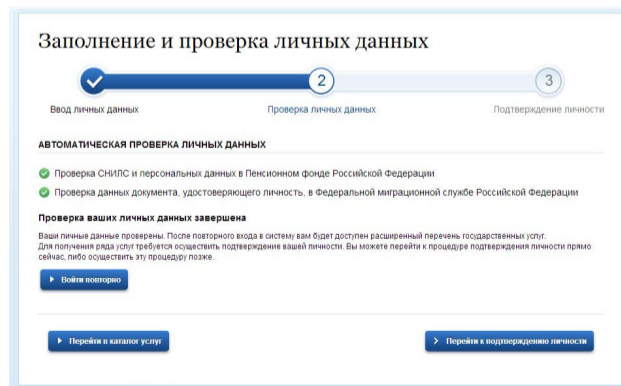 Заполнение и проверка личных данных
2
3
Ввод личных данных
Проверка личных данных
Подтверждение личности
АВТОМАТИЧЕСКАЯ ПРОВЕРКА ЛИЧНЫХ ДАННЫХ
Проверка СНИЛС и персональных данных в Пенсионном фонде Российской Федерации
Проверка данных документа, удостоверяющего личность, в Федеральной миграционной службе Российской Федерации
Проверка ваших личных данных завершена
Ваши личные данные проверены. После повторного входа в систему вам будет доступен расширенный перечень государственных услуг.
Для получения ряда услуг требуется осуществить подтверждение вашей личности. Вы можете перейти к процедуре подтверждения личности прямо
сейчас, либо осуществить эту процедуру позже.
Войти повторно
Перейти в каталог услуг
Перейти к подтверждению личности